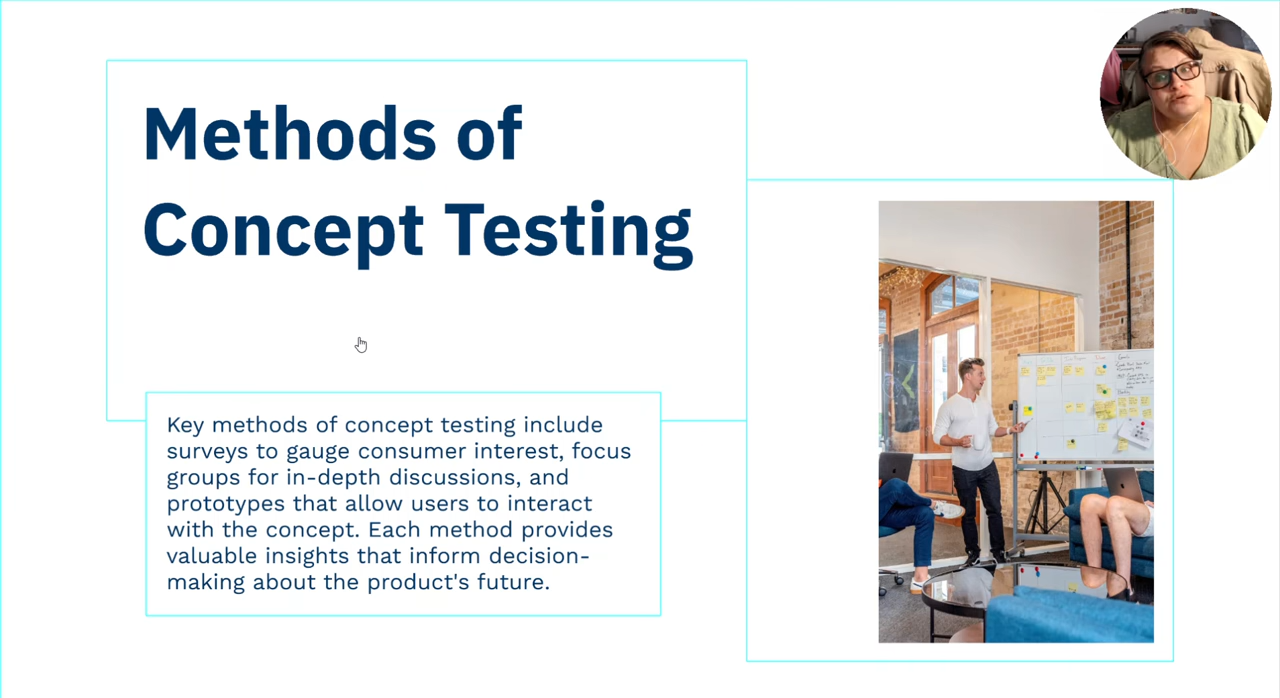 Methods of
Concept Testing
Key methods of concept testing include
surveys to gauge consumer interest, focus
groups for in-depth discussions, and
prototypes that allow users to interact
with the concept. Each method provides
valuable insights that inform decision-
making about the product's future.